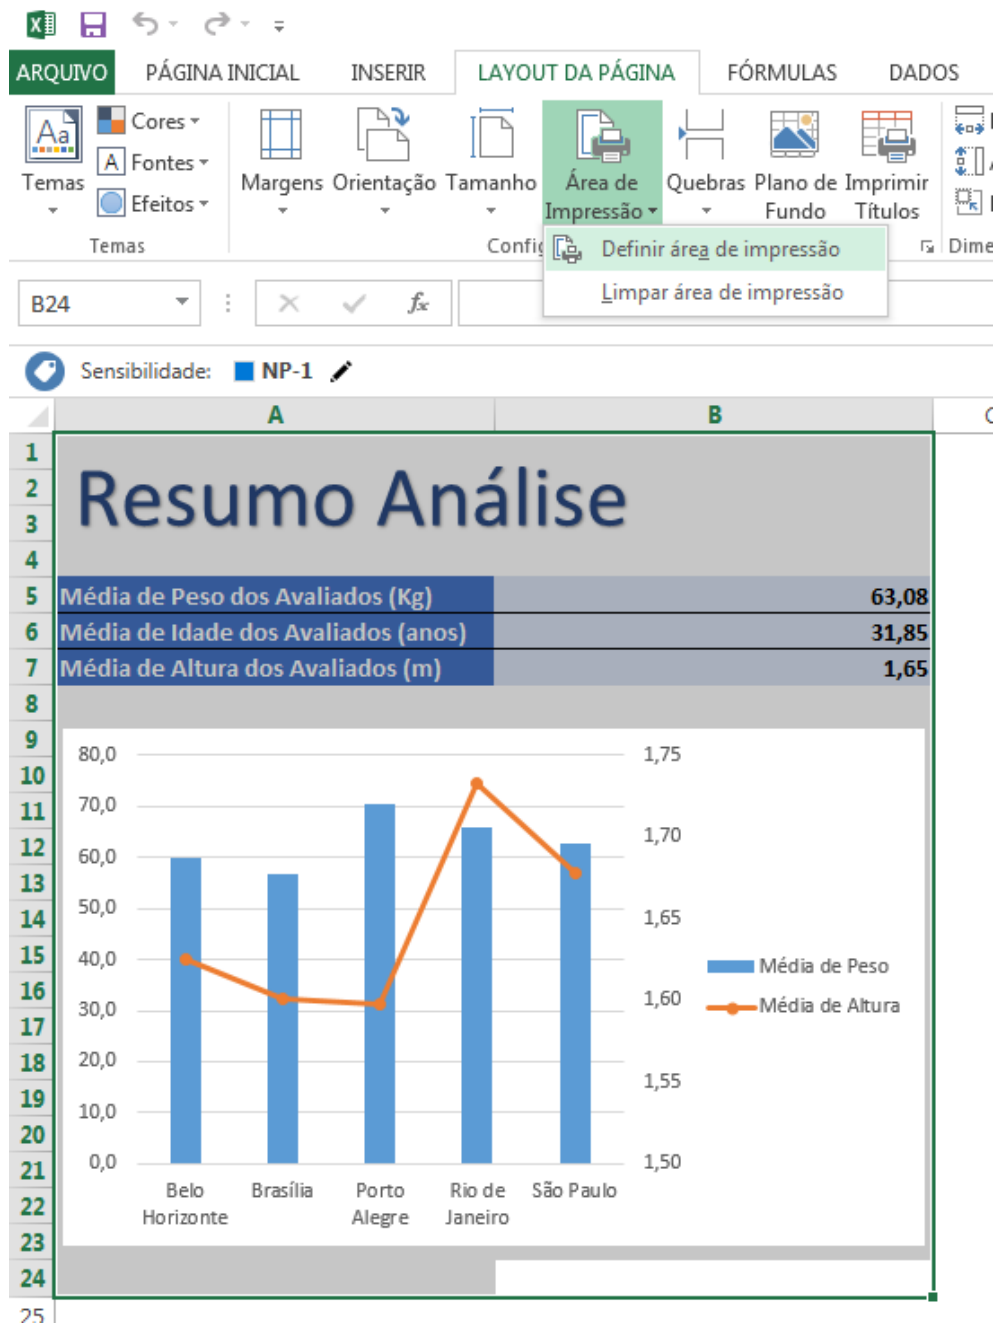 ARQUIVO PÁGINA INICIAL INSERIR LAYOUT DA PÁGINA FÓRMULAS DADOS
Aa Cores
A Fontes
Temas Efeitos
Margens Orientação Tamanho Área de Impressão Quebras Plano de Fundo Imprimir Títulos
Temas Config Dime
Definir área de impressão
Limpar área de impressão
B24 fx
Sensibilidade: NP-1
A B
1
2
3
4
Resumo Análise
5 Média de Peso dos Avaliados (Kg) 63,08
6 Média de Idade dos Avaliados (anos) 31,85
7 Média de Altura dos Avaliados (m) 1,65
8
9
10
11
12
13
14
15
16
17
18
19
20
21
22
23
24
25
80,0
70,0
60,0
50,0
40,0
30,0
20,0
10,0
0,0
1,75
1,70
1,65
1,60
1,55
1,50
Média de Peso
Média de Altura
Belo Horizonte
Brasília
Porto Alegre
Rio de Janeiro
São Paulo